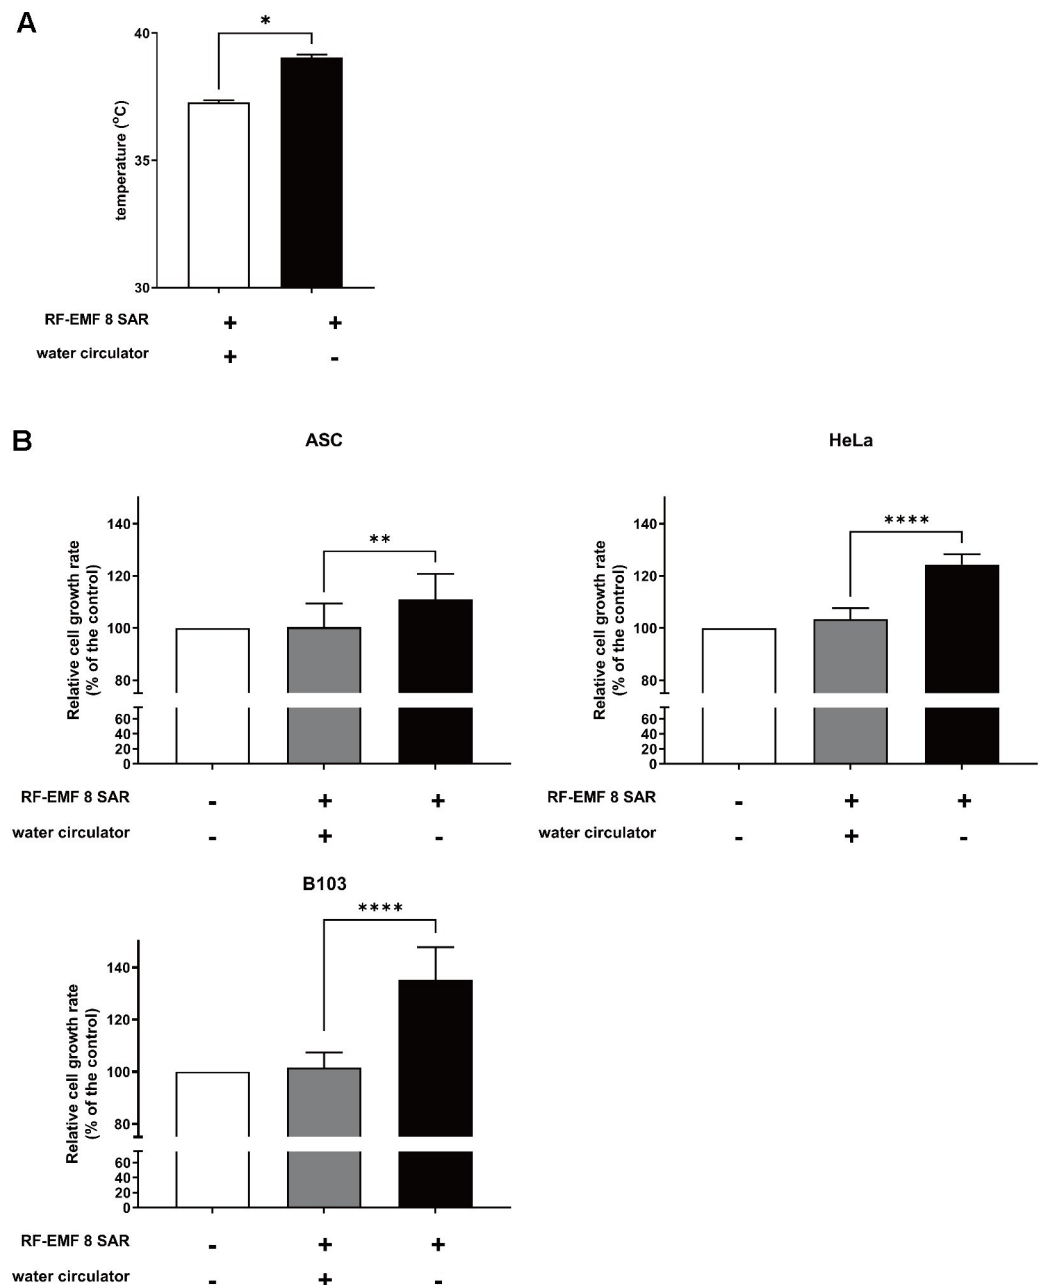 A
*
40
35
30
temperature (°C)
RF-EMF 8 SAR + +
water circulator + -
B
ASC
**
140
120
100
80
60
40
20
0
Relative cell growth rate
(% of the control)
RF-EMF 8 SAR - + +
water circulator - + -
HeLa
****
140
120
100
80
60
40
20
0
Relative cell growth rate
(% of the control)
RF-EMF 8 SAR - + +
water circulator - + -
B103
****
140
120
100
80
60
40
20
0
Relative cell growth rate
(% of the control)
RF-EMF 8 SAR - + +
water circulator - + -